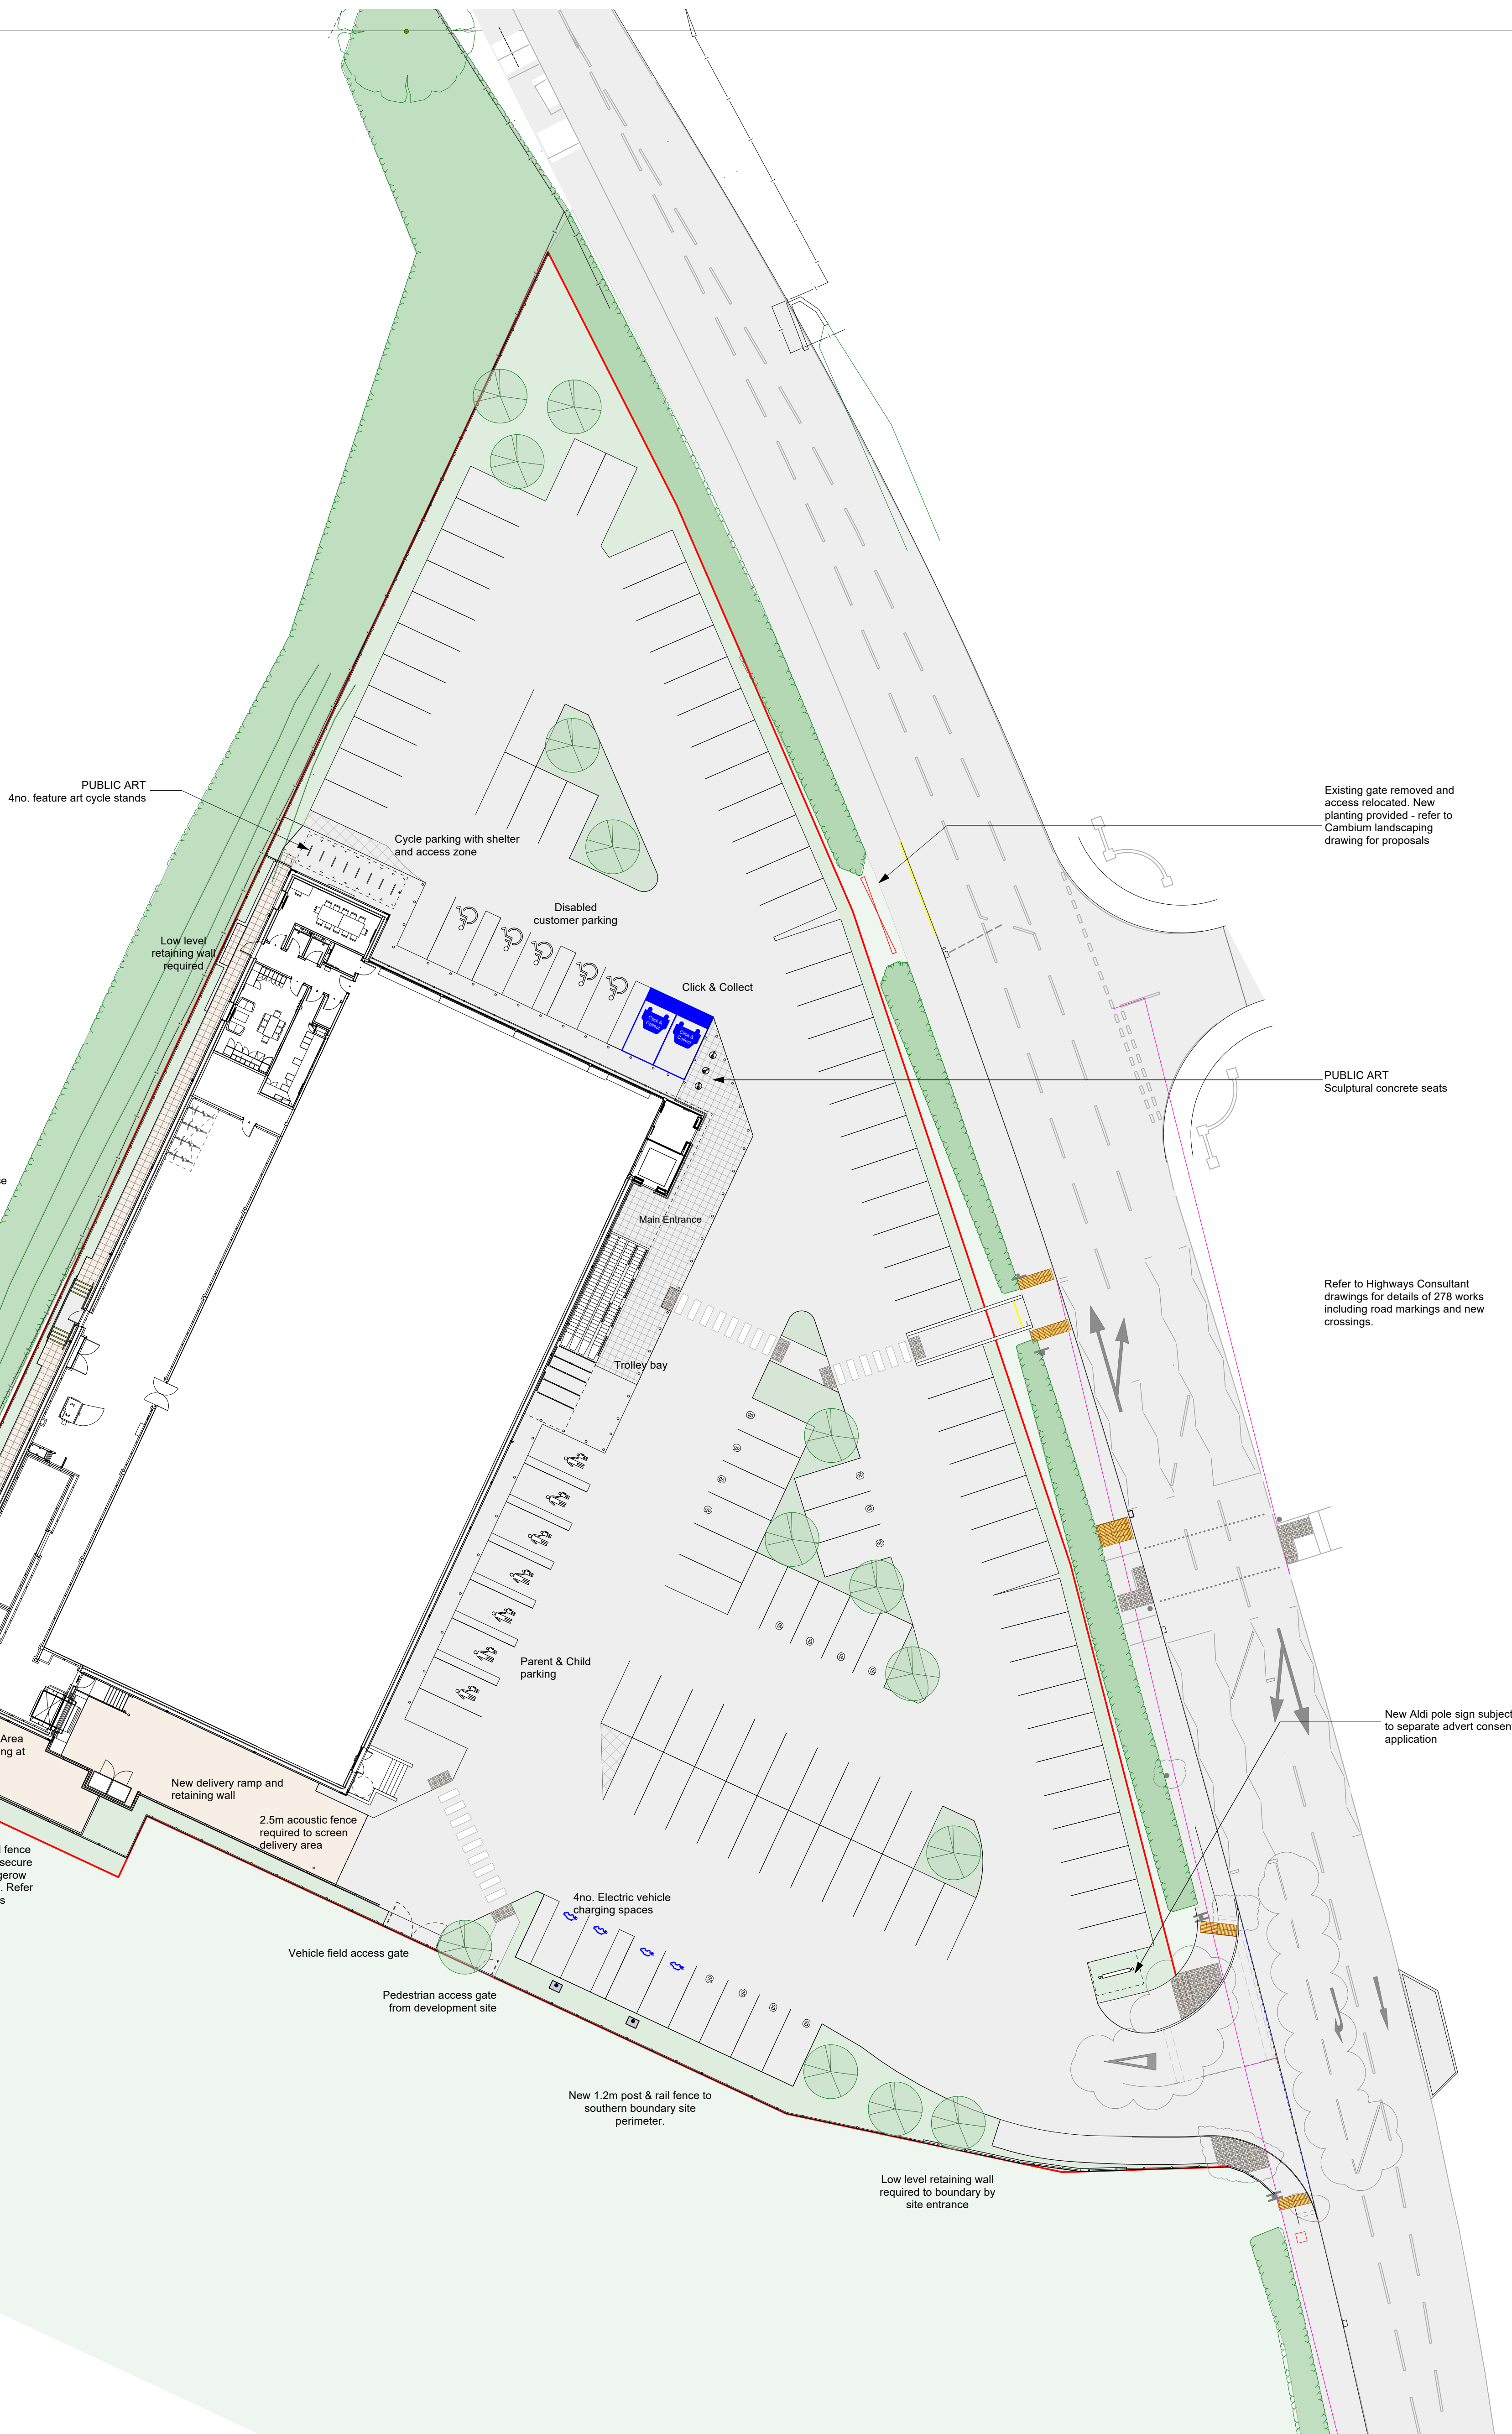 PUBLIC ART
4no. feature art cycle stands
Existing gate removed and
access relocated. New
planting provided - refer to
Cambium landscaping
drawing for proposals
Cycle parking with shelter
and access zone
Disabled
customer parking
Low level
retaining wall
required
Click & Collect
Click &
Collect
Click &
Collect
PUBLIC ART
Sculptural concrete seats
Main Entrance
Refer to Highways Consultant
drawings for details of 278 works
including road markings and new
crossings.
Trolley bay
Parent & Child
parking
New Aldi pole sign subject
to separate advert consen
application
Area
ng at
New delivery ramp and
retaining wall
2.5m acoustic fence
required to screen
delivery area
fence
secure
gerow
. Refer
s
4no. Electric vehicle
charging spaces
Vehicle field access gate
Pedestrian access gate
from development site
New 1.2m post & rail fence to
southern boundary site
perimeter.
Low level retaining wall
required to boundary by
site entrance